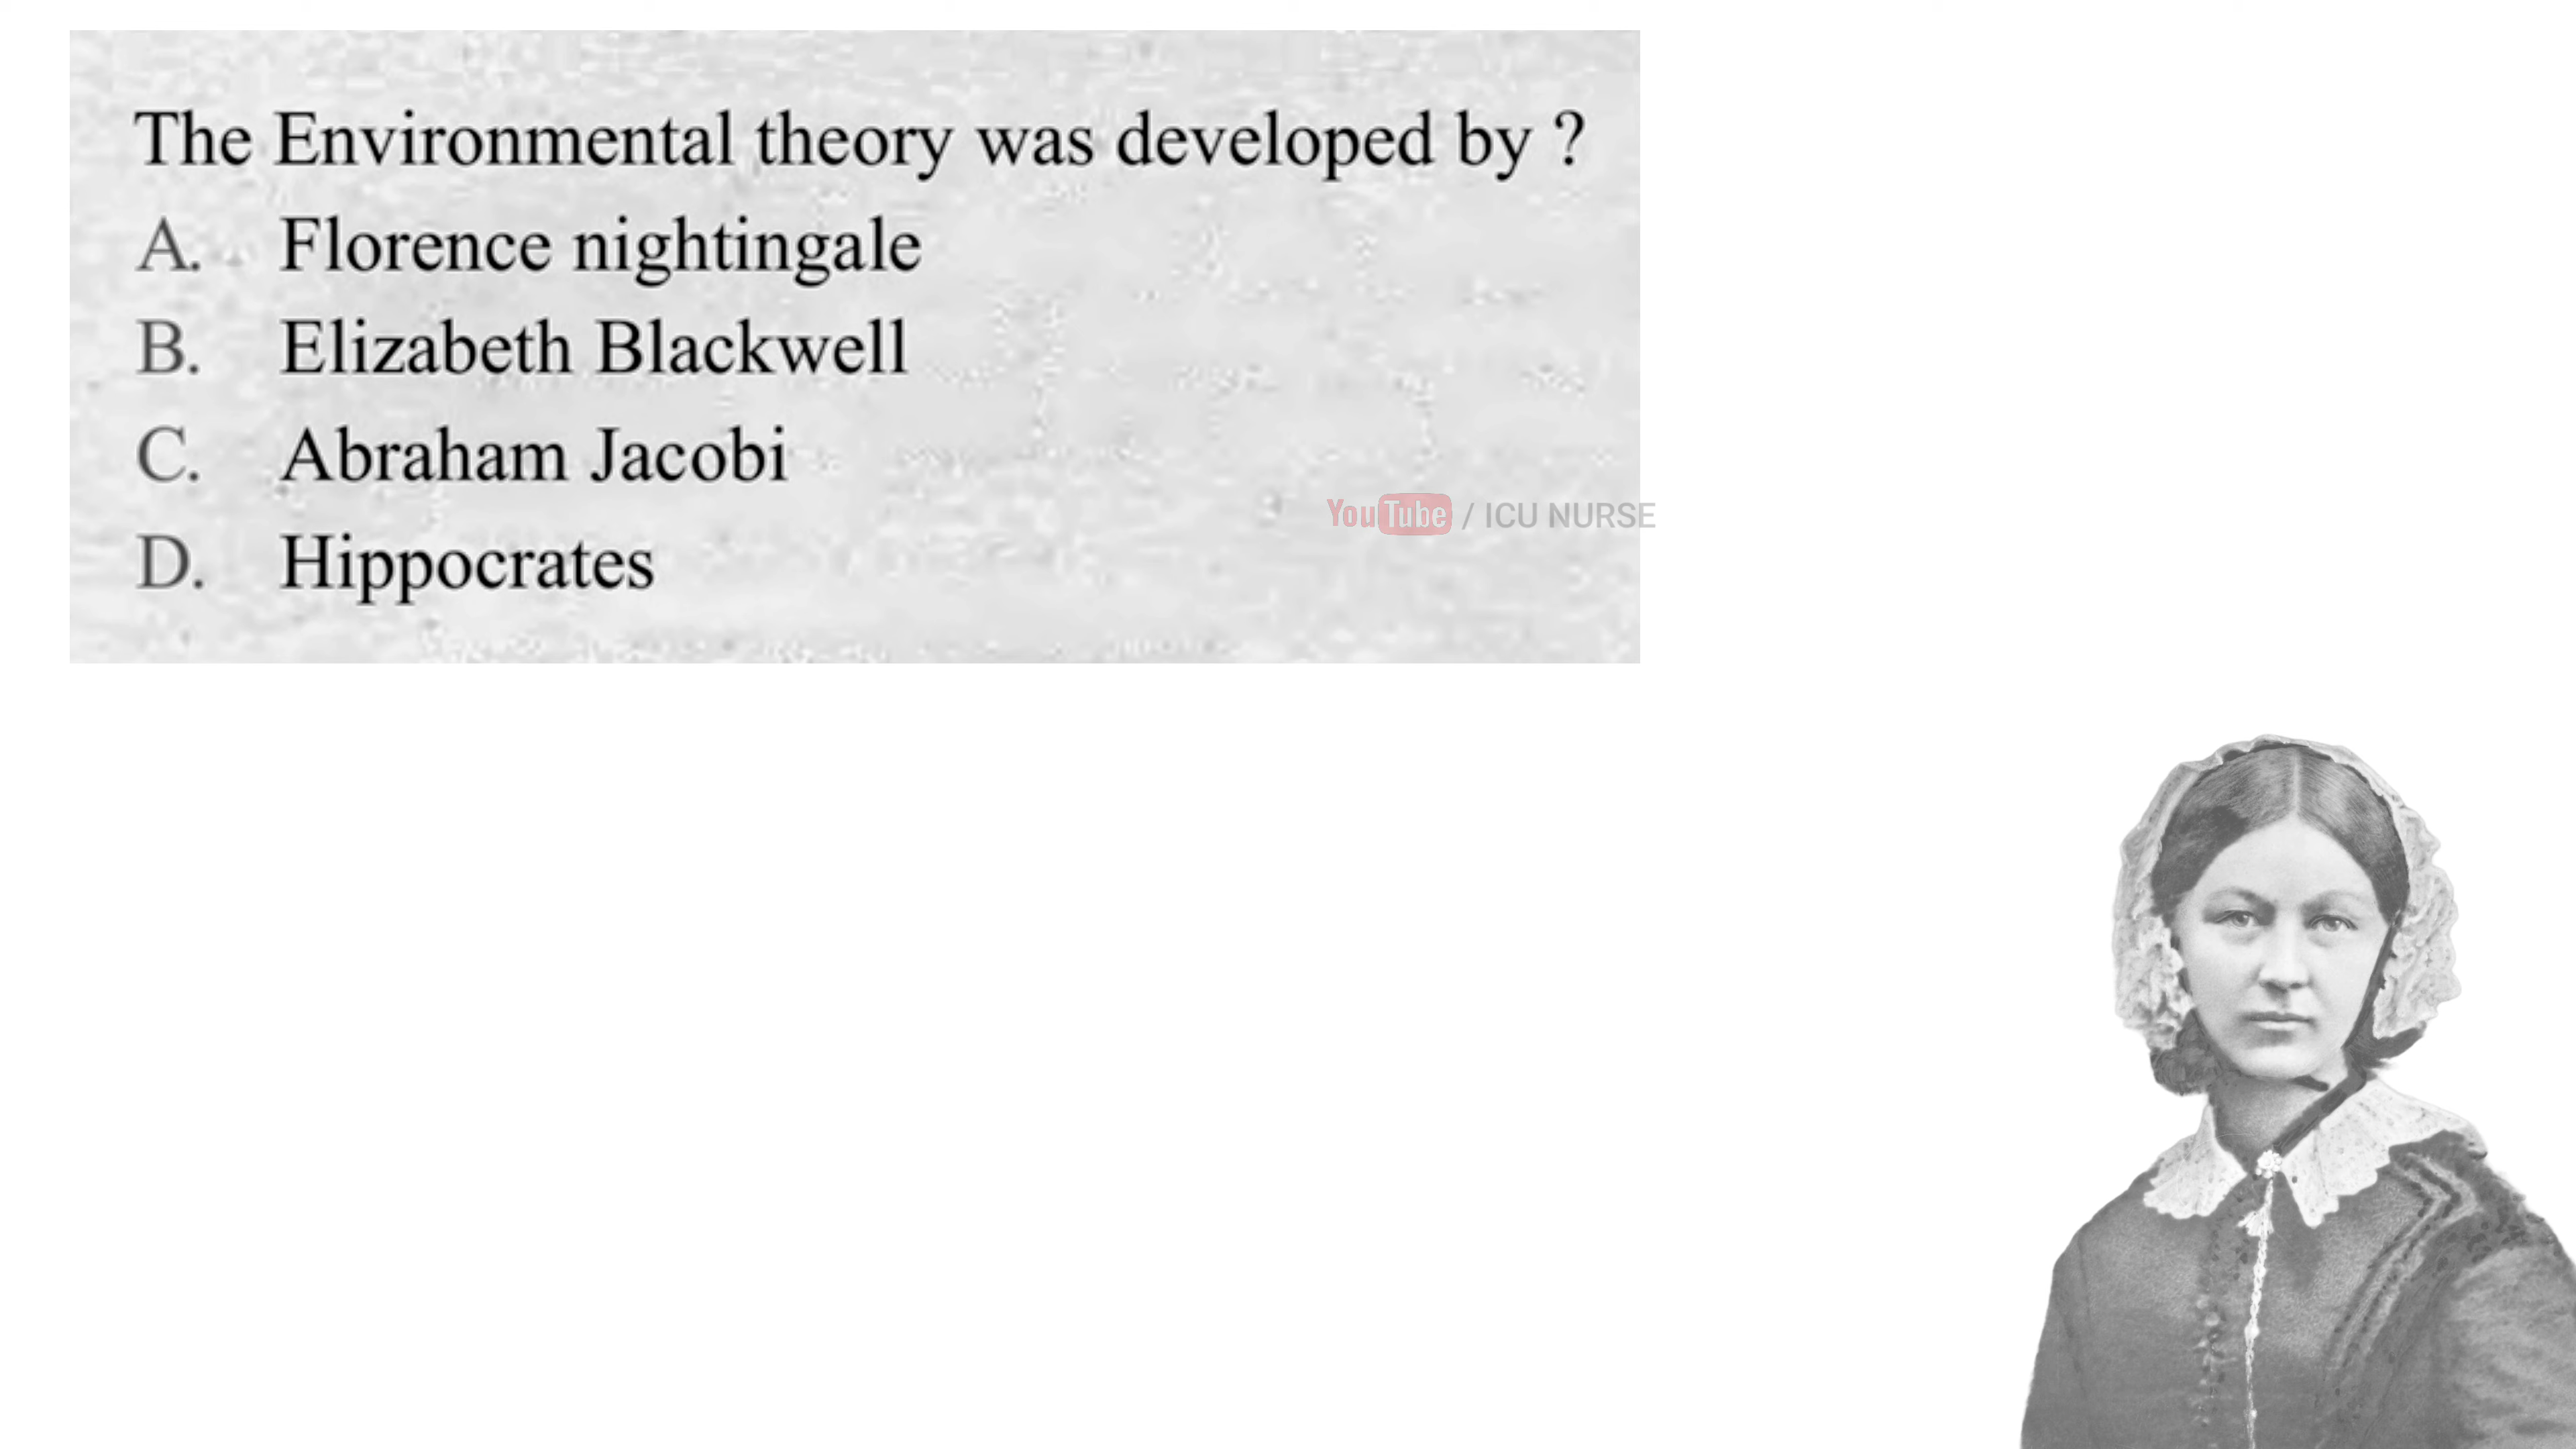 The Environmental theory was developed by ?
A. Florence nightingale
B. Elizabeth Blackwell
C. Abraham Jacobi
YouTube / ICU NURSE
D. Hippocrates